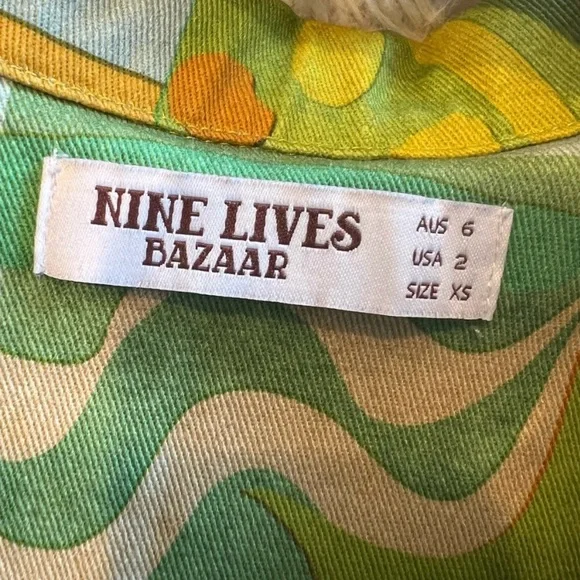 NINE LIVES
BAZAAR
AUS 6
USA 2
SIZE XS